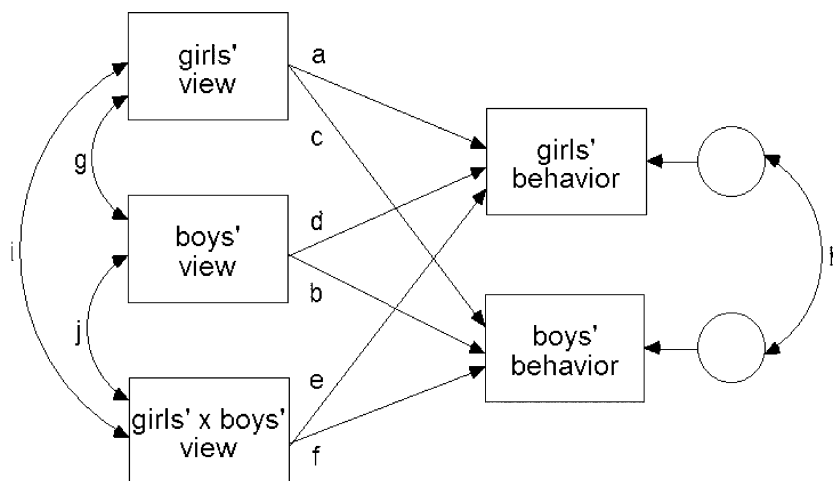 girls'
view
a
c
g
girls'
behavior
boys'
view
d
b
i
j
boys'
behavior
e
girls' x boys'
view
f